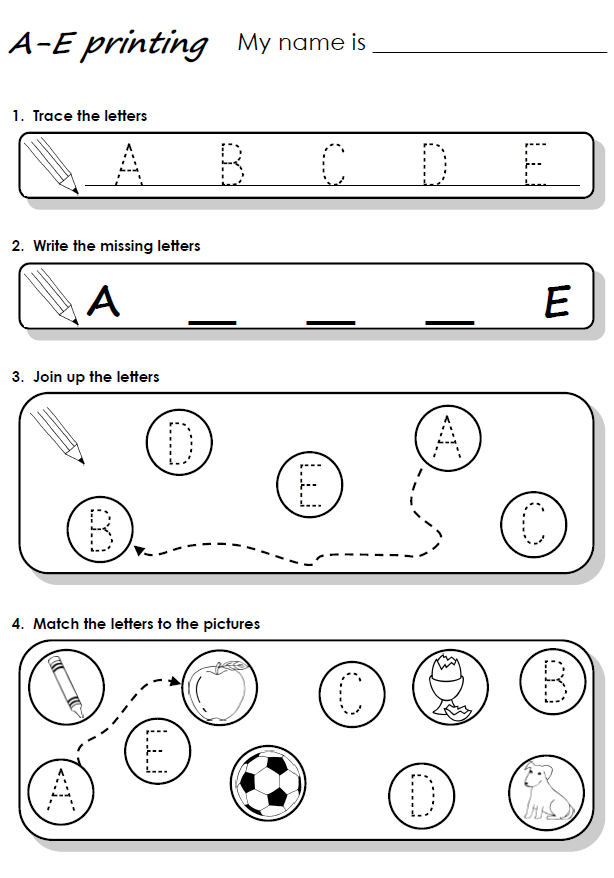 A-E printing My name is
1. Trace the letters
A B C D E
2. Write the missing letters
A E
3. Join up the letters
D A
E
B C
4. Match the letters to the pictures
C B
E
A D